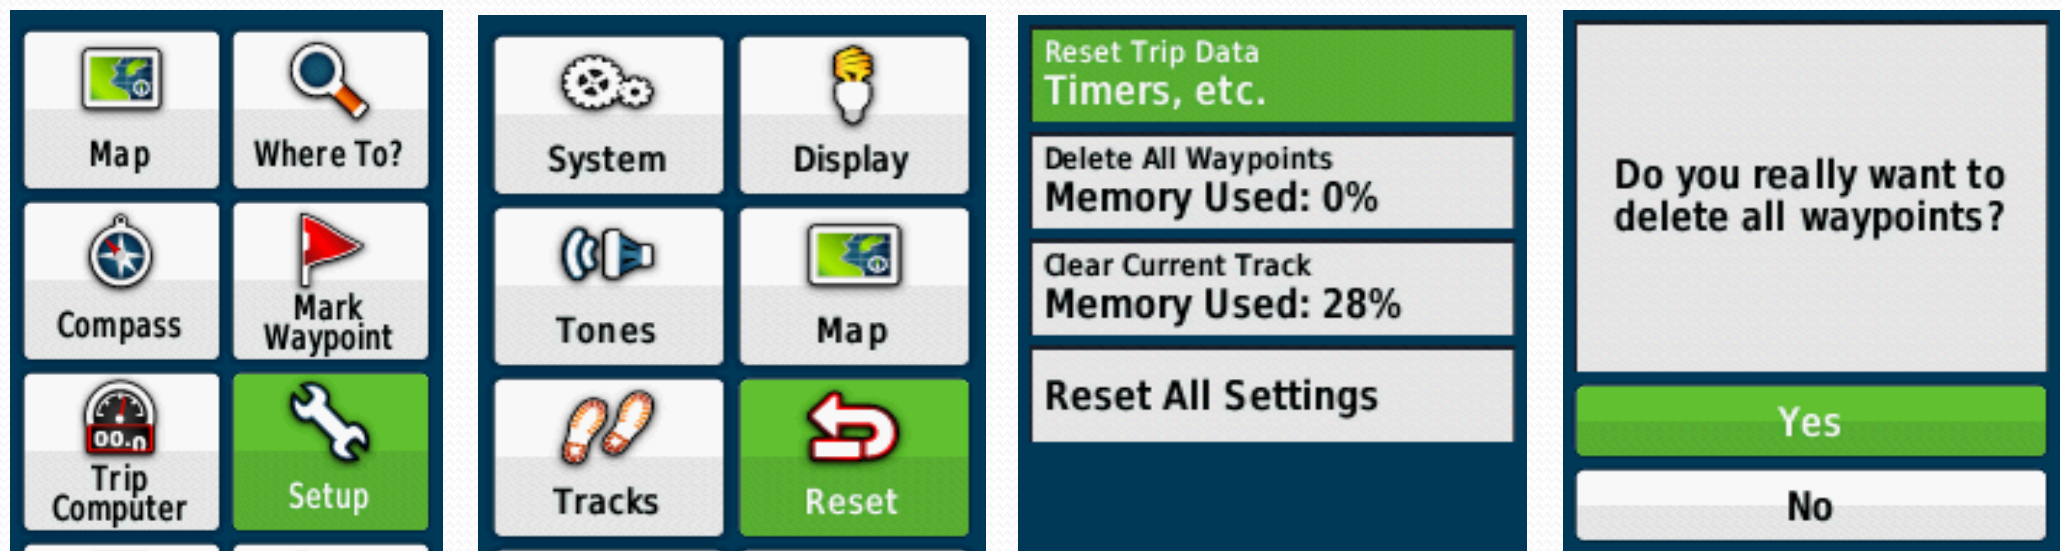 Map
Where To?
Compass
Mark
Waypoint
00.0
Trip
Computer
Setup
System
Display
Tones
Map
Tracks
Reset
Reset Trip Data
Timers, etc.
Delete All Waypoints
Memory Used: 0%
Clear Current Track
Memory Used: 28%
Reset All Settings
Do you really want to
delete all waypoints?
Yes
No